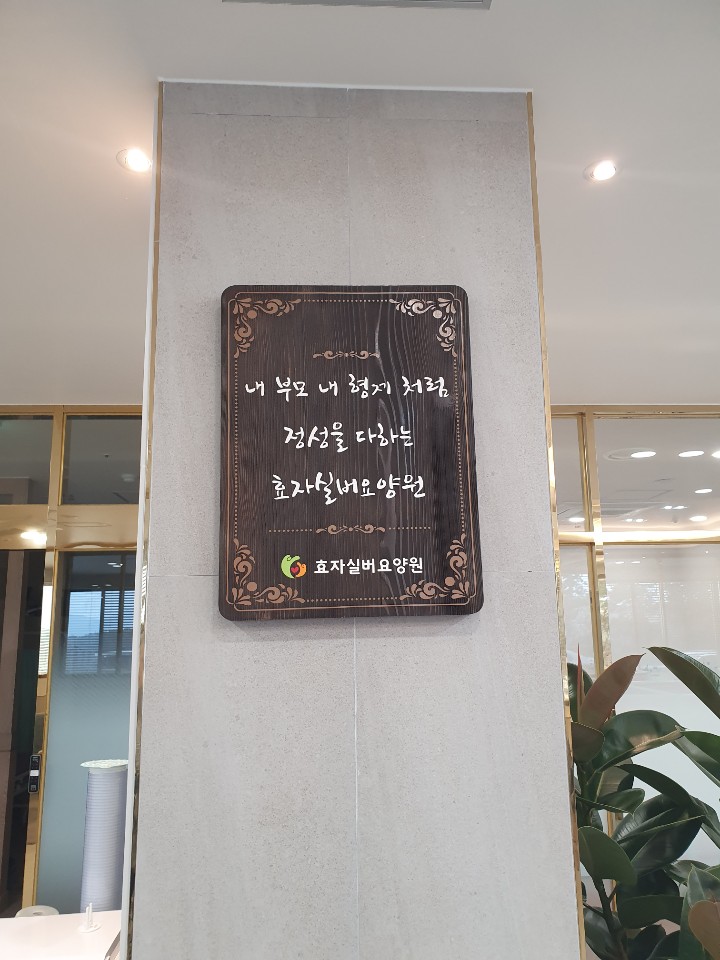 내 부모 내 형제 처럼
정성을 다하는
효자실버요양원
효자실버요양원